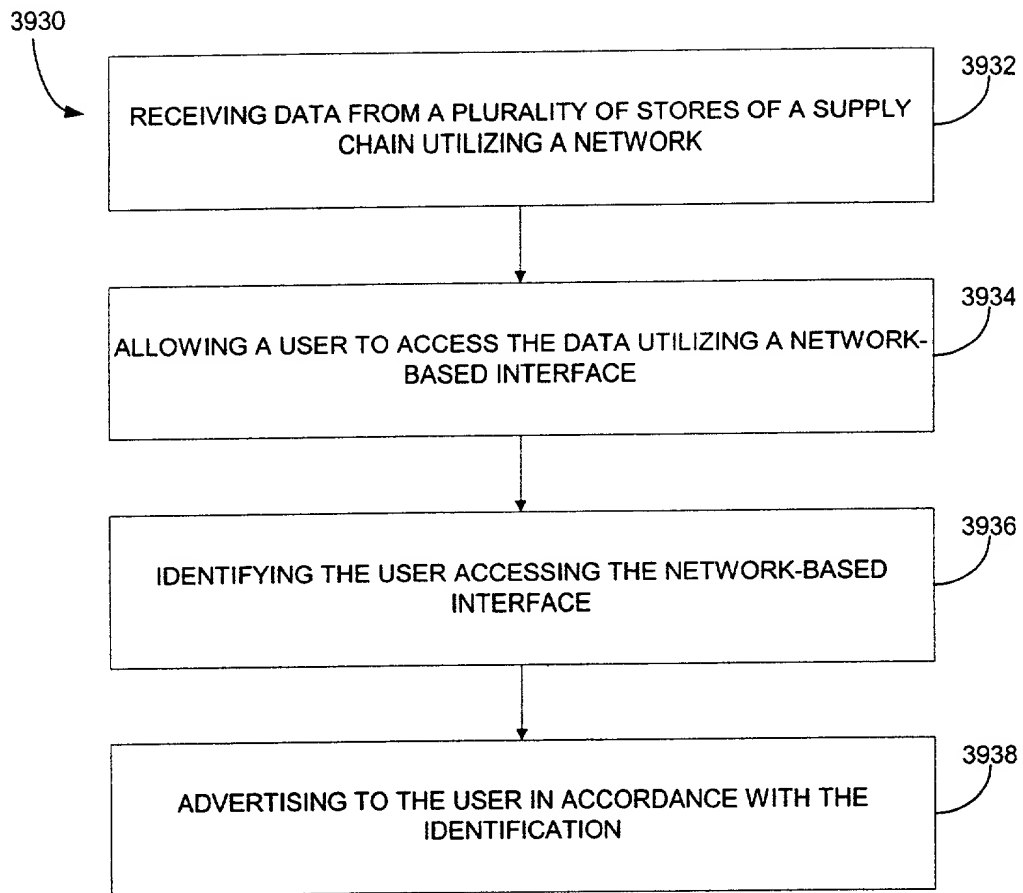 3930
3932
RECEIVING DATA FROM A PLURALITY OF STORES OF A SUPPLY
CHAIN UTILIZING A NETWORK
3934
ALLOWING A USER TO ACCESS THE DATA UTILIZING A NETWORK-
BASED INTERFACE
3936
IDENTIFYING THE USER ACCESSING THE NETWORK-BASED
INTERFACE
3938
ADVERTISING TO THE USER IN ACCORDANCE WITH THE
IDENTIFICATION